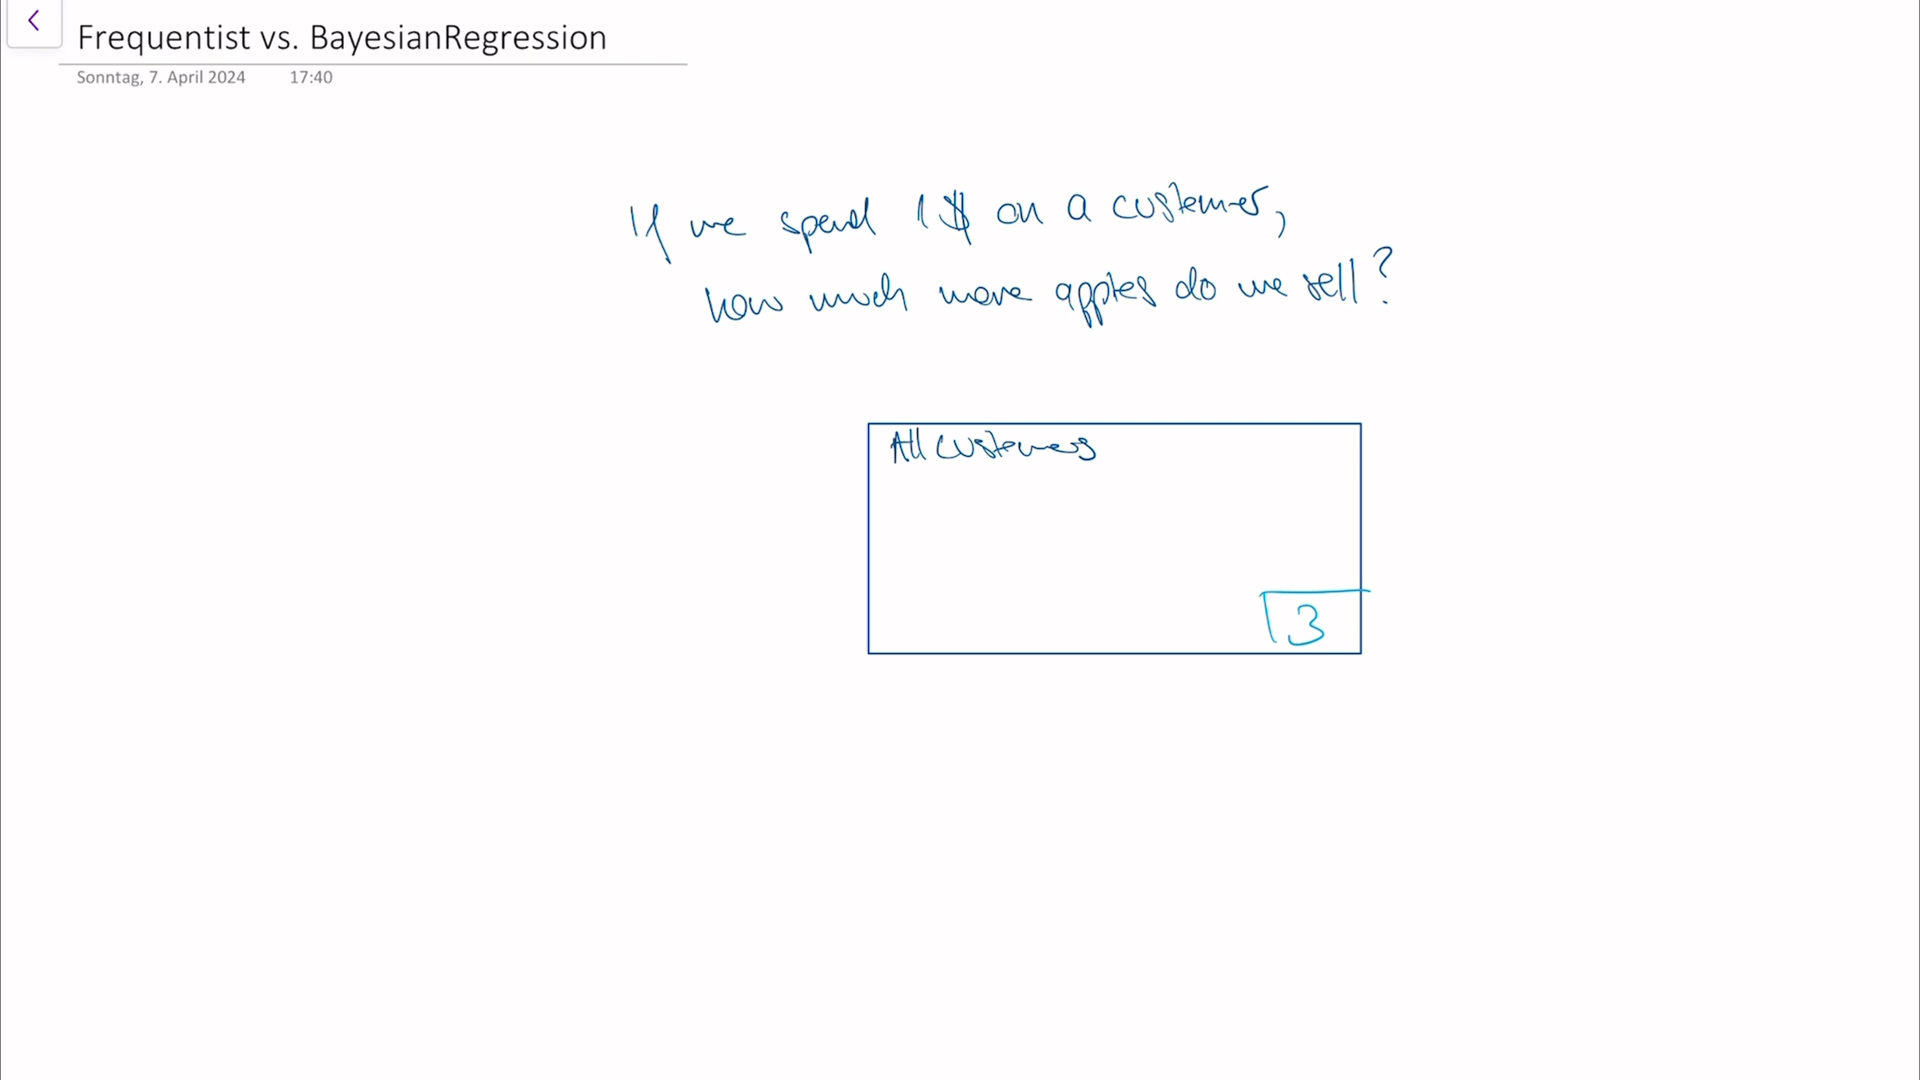 Frequentist vs. BayesianRegression
Sonntag, 7. April 2024 17:40
If we spend 1$ on a customer,
how much more apples do we sell?
All customers
3